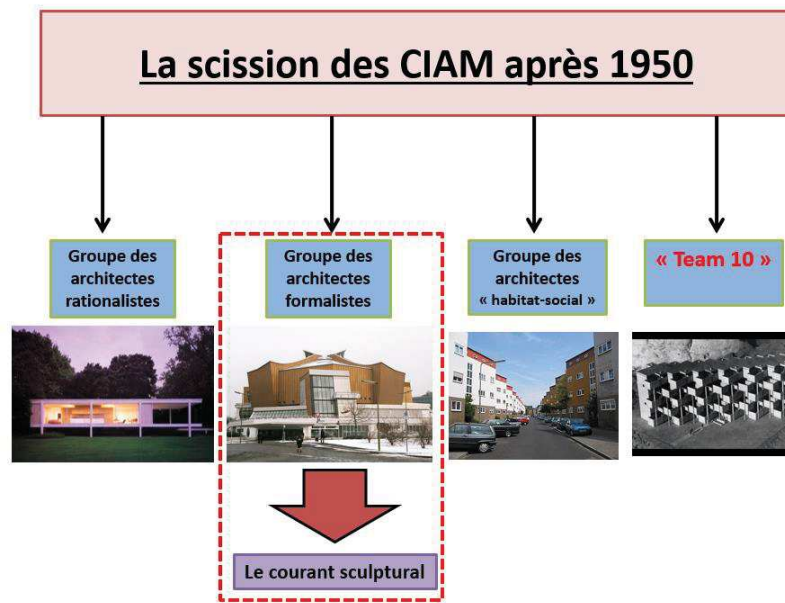 La scission des CIAM après 1950
Groupe des
architectes
rationalistes
Groupe des
architectes
formalistes
Groupe des
architectes
« habitat-social »
« Team 10 »
Le courant sculptural